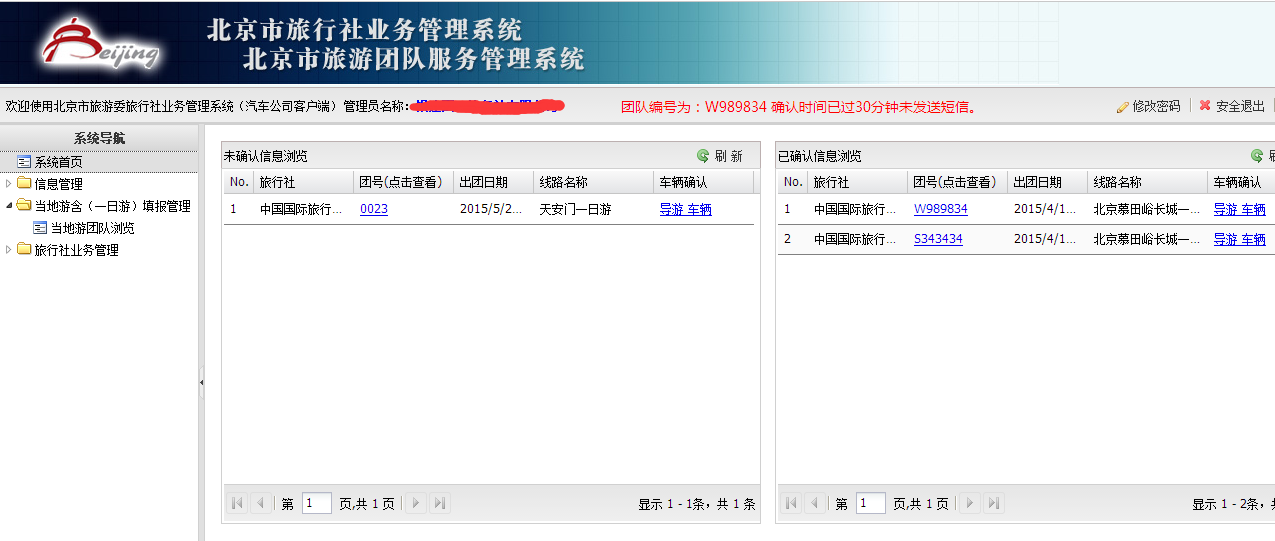 Beijing
北京市旅行社业务管理系统
北京市旅游团队服务管理系统
欢迎使用北京市旅游委旅行社业务管理系统（汽车公司客户端）管理员名称: 团队编号为：W989834 确认时间已过30分钟未发送短信。 修改密码 安全退出
系统导航
系统首页
信息管理
当地游含（一日游）填报管理
当地游团队浏览
旅行社业务管理
未确认信息浏览 刷 新
No. 旅行社 团号(点击查看) 出团日期 线路名称 车辆确认
1 中国国际旅行... 0023 2015/5/2... 天安门一日游 导游 车辆
第 1 页,共 1 页 显示 1 - 1条，共 1 条
已确认信息浏览
No. 旅行社 团号(点击查看) 出团日期 线路名称 车辆确认
1 中国国际旅行... W989834 2015/4/1... 北京慕田峪长城一... 导游 车辆
2 中国国际旅行... S343434 2015/4/1... 北京慕田峪长城一... 导游 车辆
第 1 页,共 1 页 显示 1 - 2条，